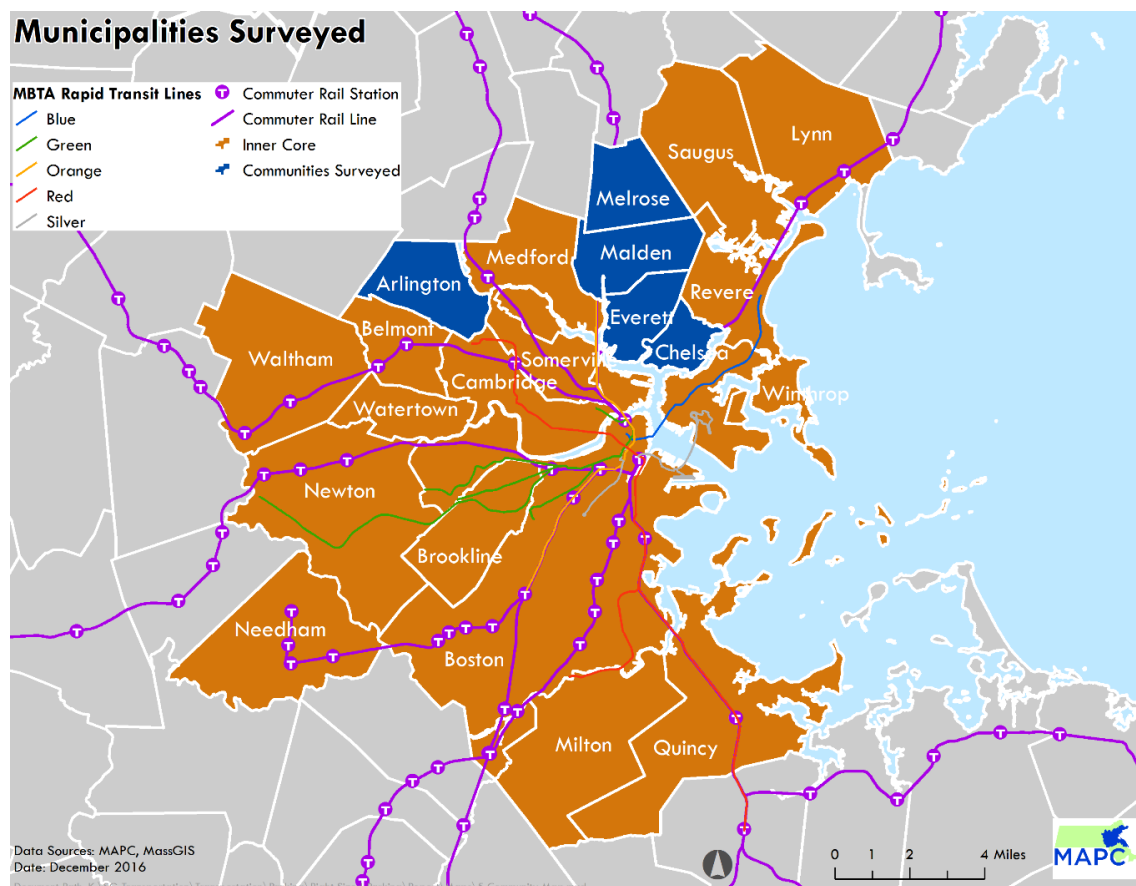 Municipalities Surveyed
MBTA Rapid Transit Lines
Blue
Green
Orange
Red
Silver
Commuter Rail Station
Commuter Rail Line
Inner Core
Communities Surveyed
Lynn
Saugus
Melrose
Malden
Medford
Arlington
Revere
Everett
Chelsea
Belmont
Waltham
Somerville
Cambridge
Winthrop
Watertown
Newton
Brookline
Needham
Boston
Milton
Quincy
Data Sources: MAPC, MassGIS
Date: December 2016
0 1 2 4 Miles
MAPC